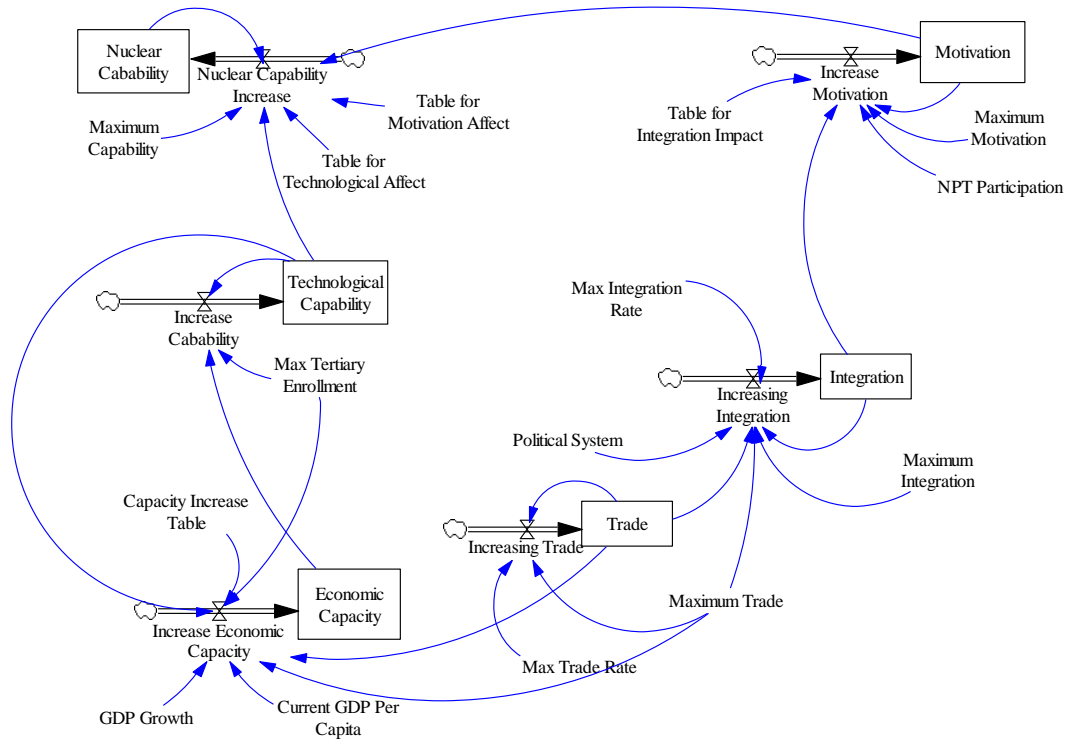 Nuclear
Cabability
Nuclear Capability
Increase
Maximum
Capability
Table for
Motivation Affect
Table for
Technological Affect
Motivation
Increase
Motivation
Table for
Integration Impact
Maximum
Motivation
NPT Participation
Technological
Capability
Increase
Cabability
Max Tertiary
Enrollment
Max Integration
Rate
Integration
Increasing
Integration
Political System
Maximum
Integration
Capacity Increase
Table
Trade
Increasing Trade
Economic
Capacity
Increase Economic
Capacity
Maximum Trade
Max Trade Rate
GDP Growth
Current GDP Per
Capita